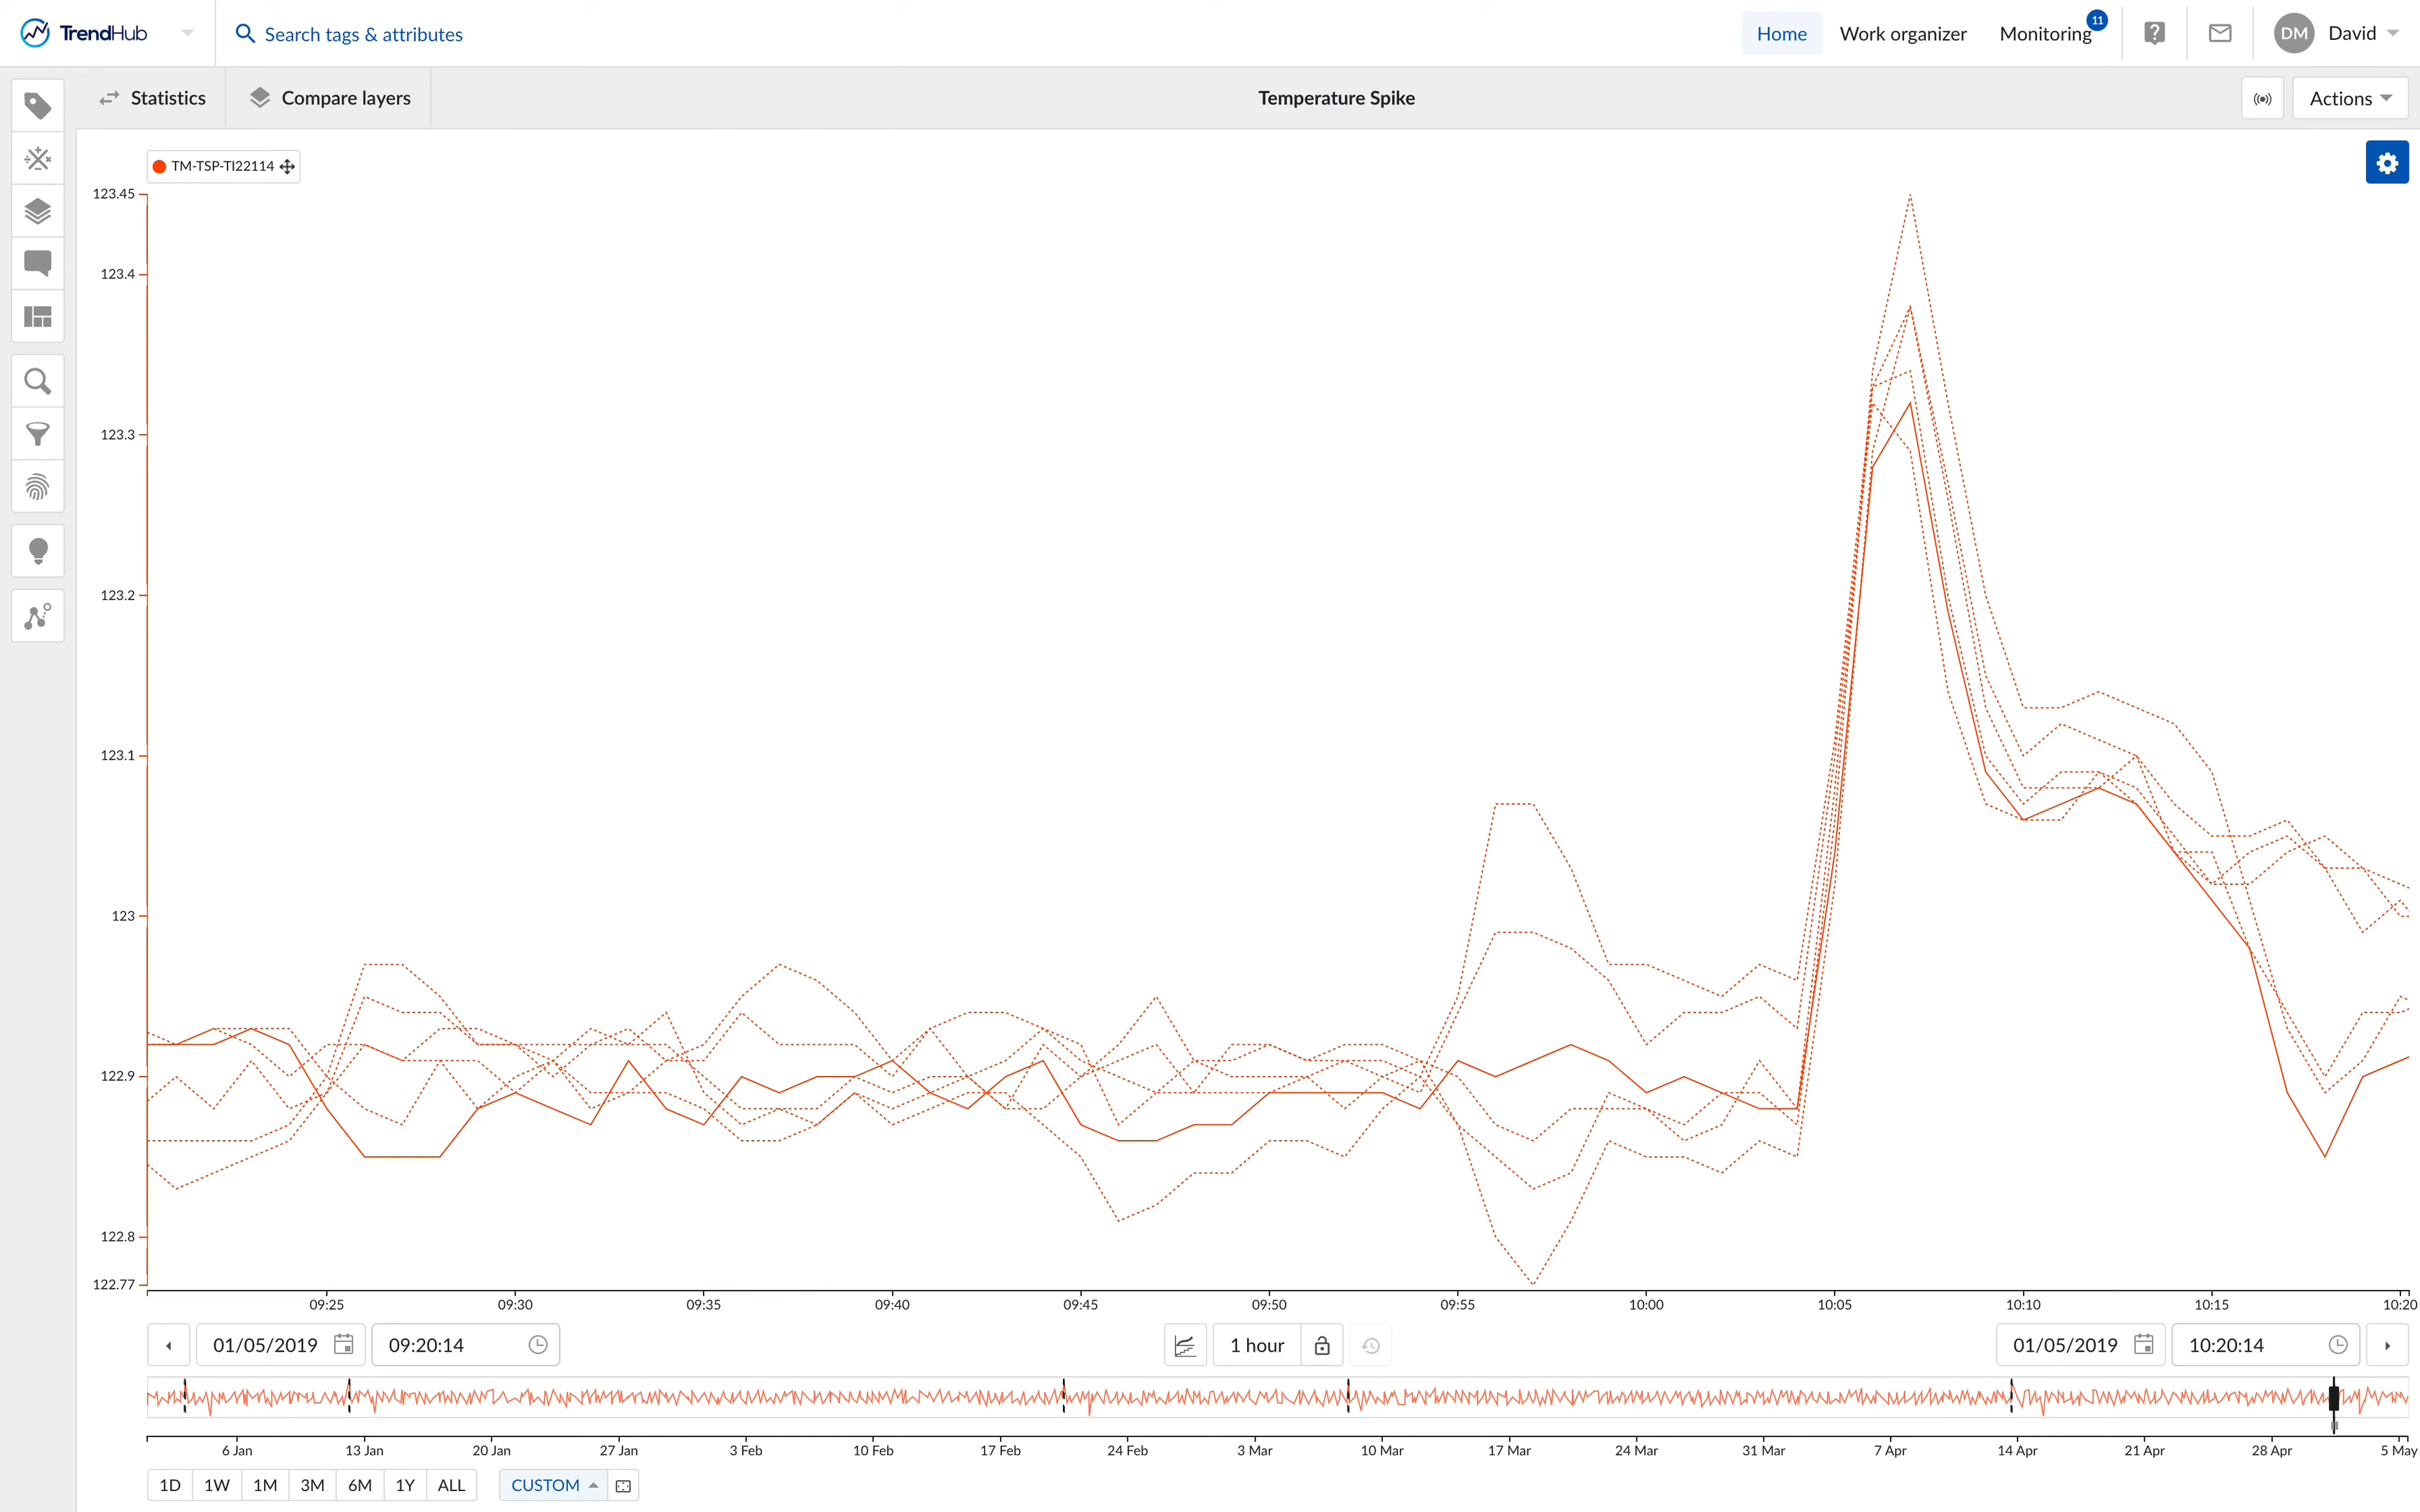 TrendHub
Search tags & attributes
Home
Work organizer
Monitoring
11
DM
David
Statistics
Compare layers
Temperature Spike
Actions
TM-TSP-TI22114
123.45
123.4
123.3
123.2
123.1
123
122.9
122.8
122.77
09:25 09:30 09:35 09:40 09:45 09:50 09:55 10:00 10:05 10:10 10:15 10:20
01/05/2019 09:20:14 1 hour 01/05/2019 10:20:14
6 Jan 13 Jan 20 Jan 27 Jan 3 Feb 10 Feb 17 Feb 24 Feb 3 Mar 10 Mar 17 Mar 24 Mar 31 Mar 7 Apr 14 Apr 21 Apr 28 Apr 5 May
1D 1W 1M 3M 6M 1Y ALL CUSTOM